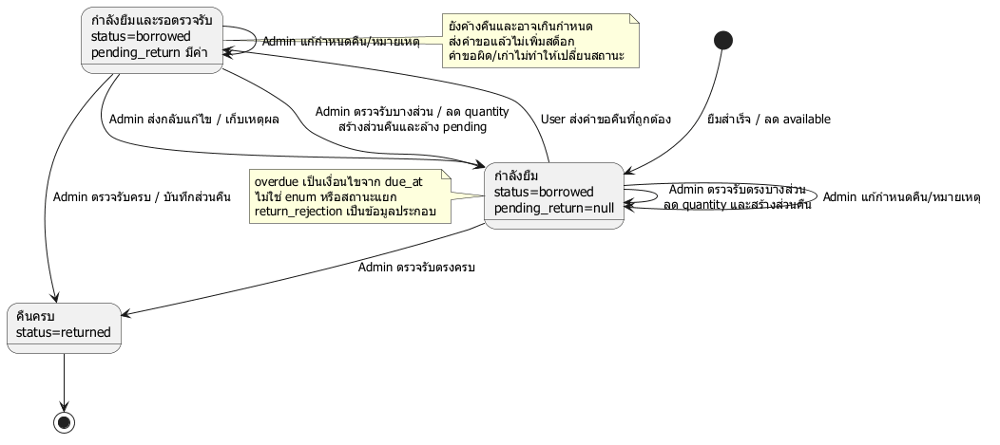 กำลังยืมและรอตรวจรับ
status=borrowed
pending_return มีค่า
Admin แก้กำหนดคืน/หมายเหตุ
ยังค้างคืนและอาจเกินกำหนด
ส่งคำขอแล้วไม่เพิ่มสต็อก
คำขอผิด/เก่าไม่ทำให้เปลี่ยนสถานะ
Admin ส่งกลับแก้ไข / เก็บเหตุผล
Admin ตรวจรับบางส่วน / ลด quantity
สร้างส่วนคืนและล้าง pending
User ส่งคำขอคืนที่ถูกต้อง
ยืมสำเร็จ / ลด available
overdue เป็นเงื่อนไขจาก due_at
ไม่ใช่ enum หรือสถานะแยก
return_rejection เป็นข้อมูลประกอบ
กำลังยืม
status=borrowed
pending_return=null
Admin ตรวจรับตรงบางส่วน
ลด quantity และสร้างส่วนคืน
Admin แก้กำหนดคืน/หมายเหตุ
Admin ตรวจรับครบ / บันทึกส่วนคืน
Admin ตรวจรับตรงครบ
คืนครบ
status=returned